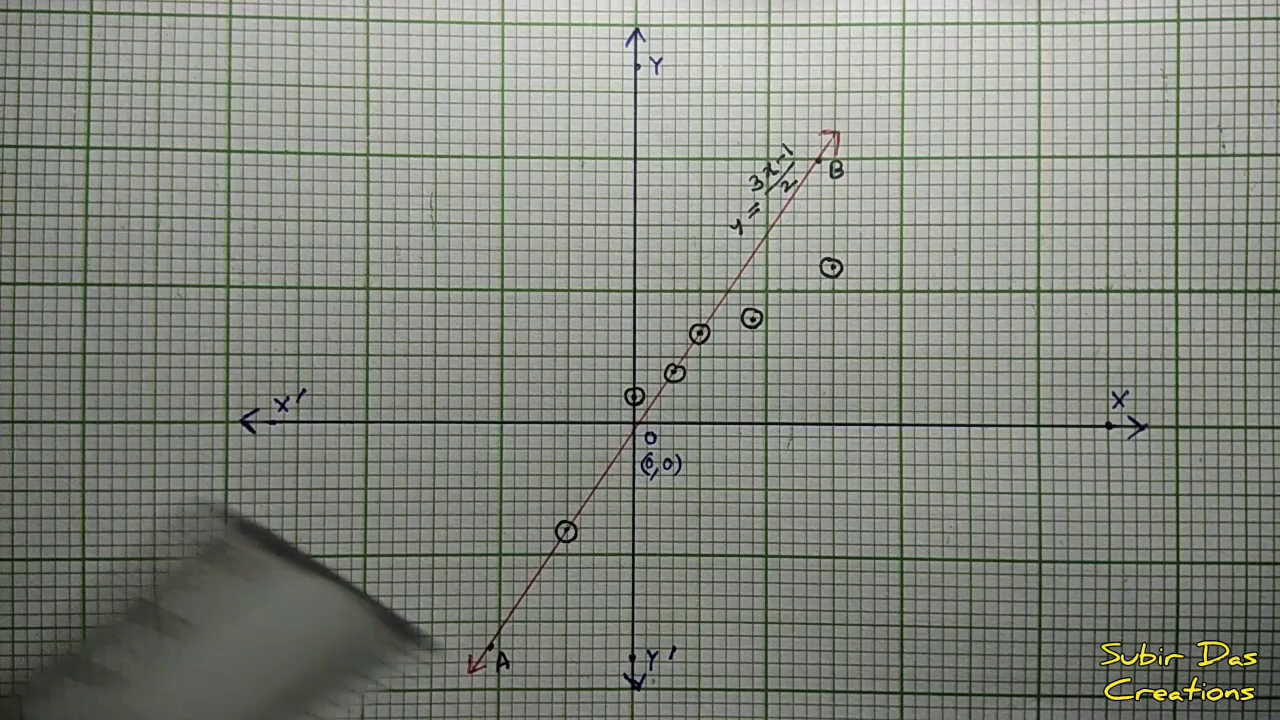 Y
y = 3x-1/2
B
X'
X
O
(0,0)
A
Y'
Subir Das
Creations